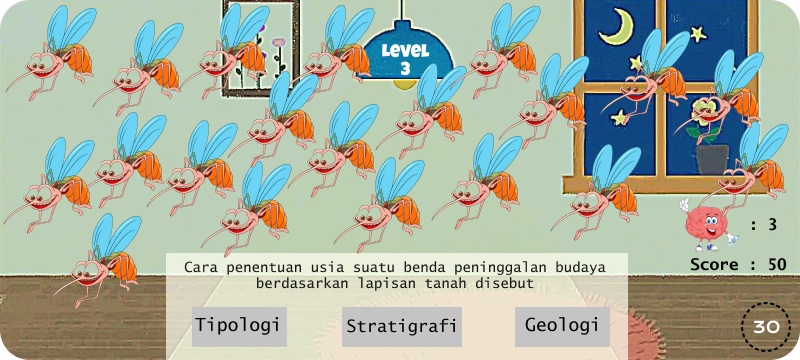 LEVEL
3
: 3
Score : 50
Cara penentuan usia suatu benda peninggalan budaya
berdasarkan lapisan tanah disebut
Tipologi
Stratigrafi
Geologi
30